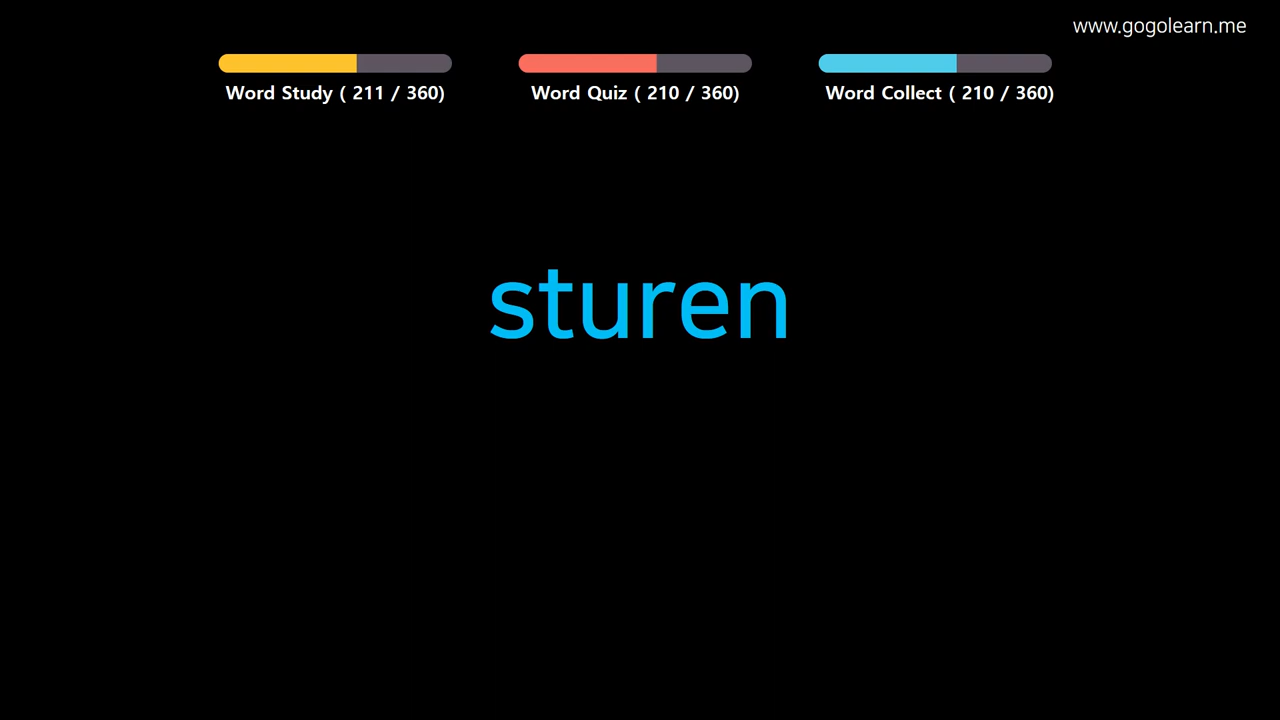 www.gogolearn.me
Word Study ( 211 / 360)
Word Quiz ( 210 / 360)
Word Collect ( 210 / 360)
sturen